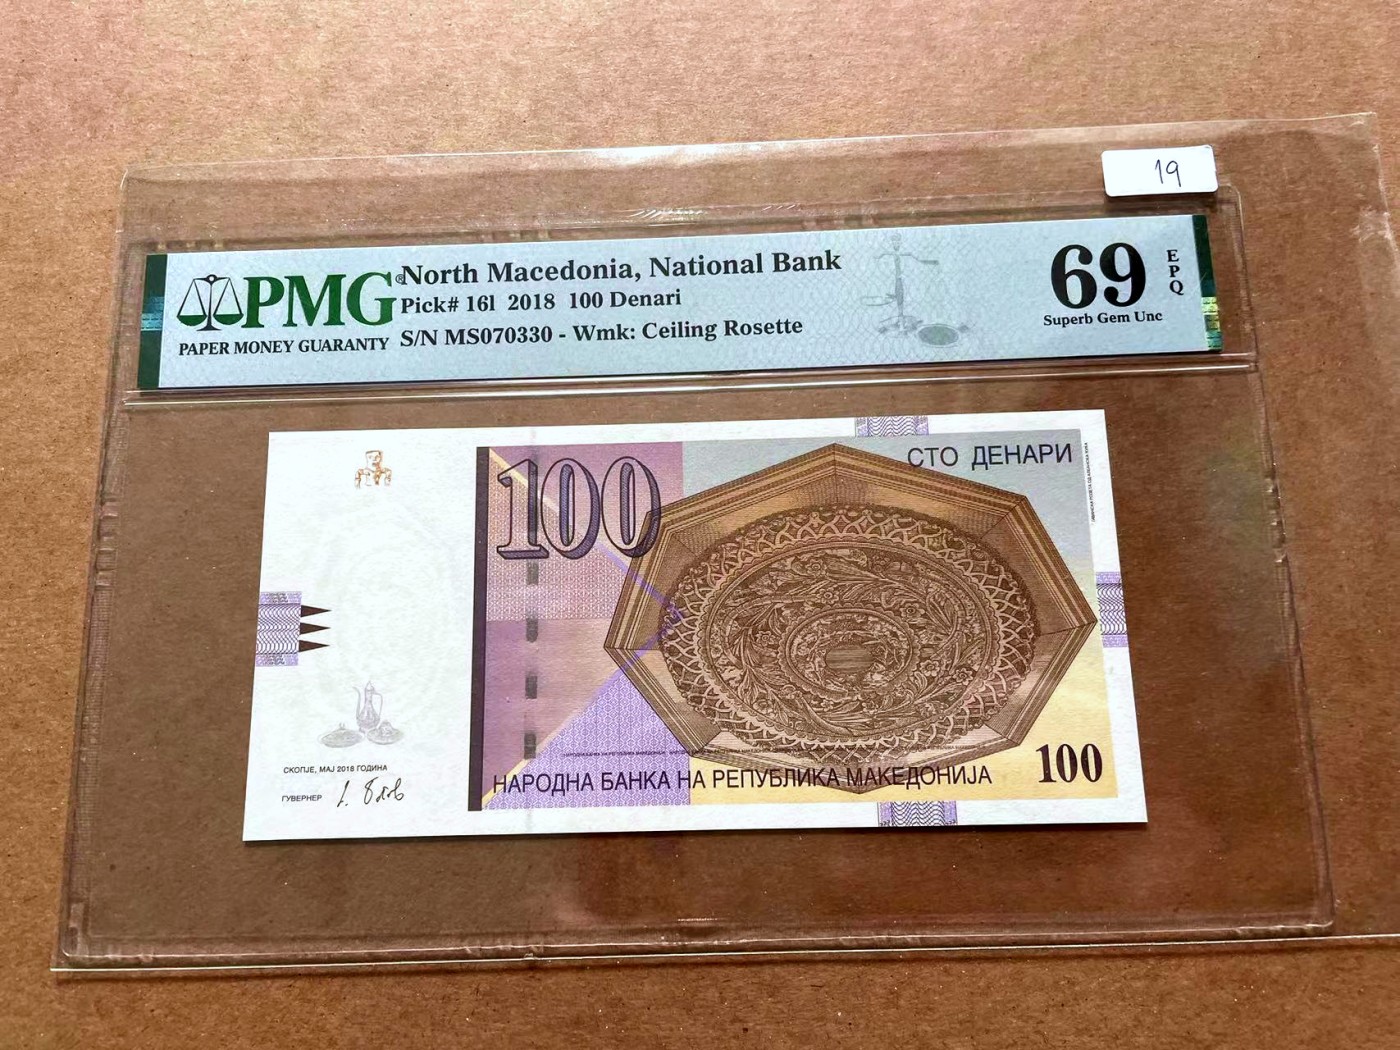 19
PMG®
PAPER MONEY GUARANTY
North Macedonia, National Bank
Pick# 16l 2018 100 Denari
S/N MS070330 - Wmk: Ceiling Rosette
69
EPQ
Superb Gem Unc
100
СТО ДЕНАРИ
СКОПЈЕ, МАЈ 2018 ГОДИНА
ГУВЕРНЕР
НАРОДНА БАНКА НА РЕПУБЛИКА МАКЕДОНИЈА
100